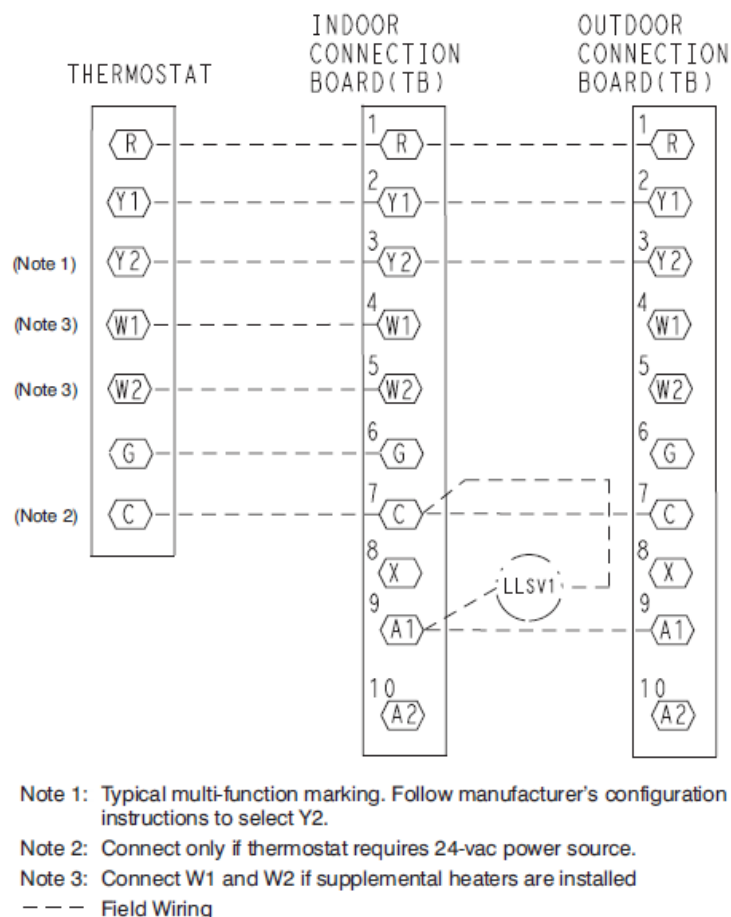 INDOOR CONNECTION BOARD(TB)
OUTDOOR CONNECTION BOARD(TB)
THERMOSTAT
R 1 R 1 R
Y1 2 Y1 2 Y1
(Note 1) Y2 3 Y2 3 Y2
(Note 3) W1 4 W1 4 W1
(Note 3) W2 5 W2 5 W2
G 6 G 6 G
(Note 2) C 7 C 7 C
8 X LLSV1 8 X
9 A1 9 A1
10 A2 10 A2
Note 1: Typical multi-function marking. Follow manufacturer's configuration
instructions to select Y2.
Note 2: Connect only if thermostat requires 24-vac power source.
Note 3: Connect W1 and W2 if supplemental heaters are installed
--- Field Wiring